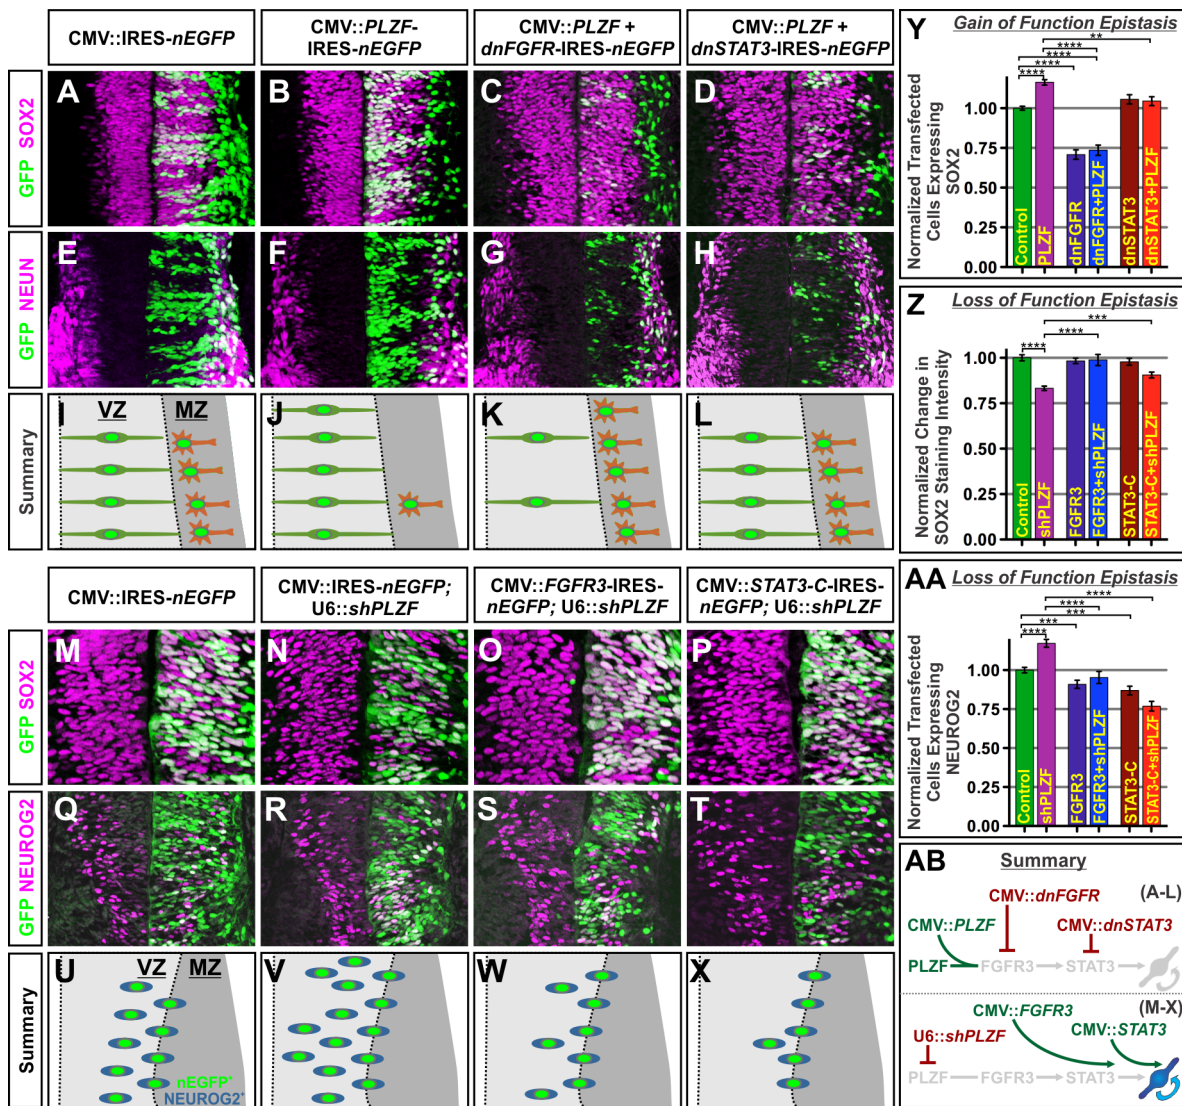 CMV::IRES-nEGFP
CMV::PLZF-
IRES-nEGFP
CMV::PLZF +
dnFGFR-IRES-nEGFP
CMV::PLZF +
dnSTAT3-IRES-nEGFP
GFP SOX2
A
B
C
D
GFP NEUN
E
F
G
H
Summary
I
VZ
MZ
J
K
L
CMV::IRES-nEGFP
CMV::IRES-nEGFP;
U6::shPLZF
CMV::FGFR3-IRES-
nEGFP; U6::shPLZF
CMV::STAT3-C-IRES-
nEGFP; U6::shPLZF
GFP SOX2
M
N
O
P
GFP NEUROG2
Q
R
S
T
Summary
U
VZ
MZ
nEGFP+
NEUROG2+
V
W
X
Y
Gain of Function Epistasis
Normalized Transfected
Cells Expressing
SOX2
**
****
****
****
****
1.00
0.75
0.50
0.25
0.00
Control
PLZF
dnFGFR
dnFGFR+PLZF
dnSTAT3
dnSTAT3+PLZF
Z
Loss of Function Epistasis
Normalized Change in
SOX2 Staining Intensity
***
****
****
1.00
0.75
0.50
0.25
0.00
Control
shPLZF
FGFR3
FGFR3+shPLZF
STAT3-C
STAT3-C+shPLZF
AA
Loss of Function Epistasis
Normalized Transfected
Cells Expressing
NEUROG2
****
****
***
***
****
1.00
0.75
0.50
0.25
0.00
Control
shPLZF
FGFR3
FGFR3+shPLZF
STAT3-C
STAT3-C+shPLZF
AB
Summary
CMV::dnFGFR
(A-L)
CMV::PLZF
CMV::dnSTAT3
PLZF
FGFR3
STAT3
CMV::FGFR3
(M-X)
U6::shPLZF
CMV::STAT3
PLZF
FGFR3
STAT3